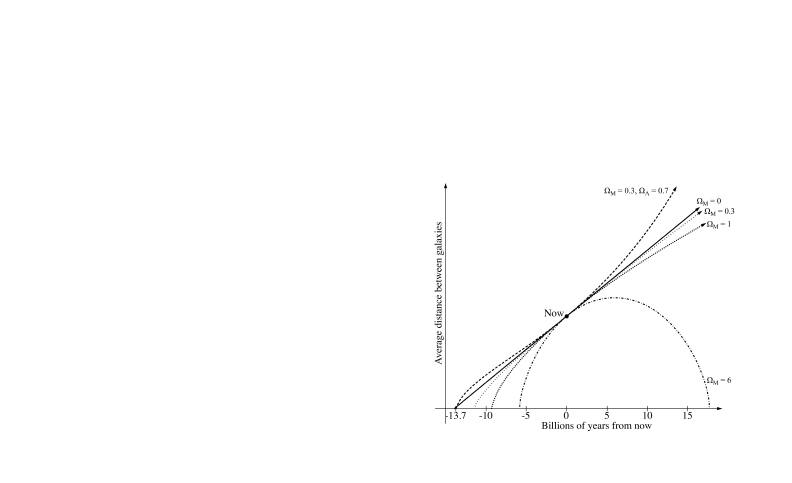 Ω_M = 0.3, Ω_Λ = 0.7
Ω_M = 0
Ω_M = 0.3
Ω_M = 1
Average distance between galaxies
Now
Ω_M = 6
-13.7 -10 -5 0 5 10 15
Billions of years from now